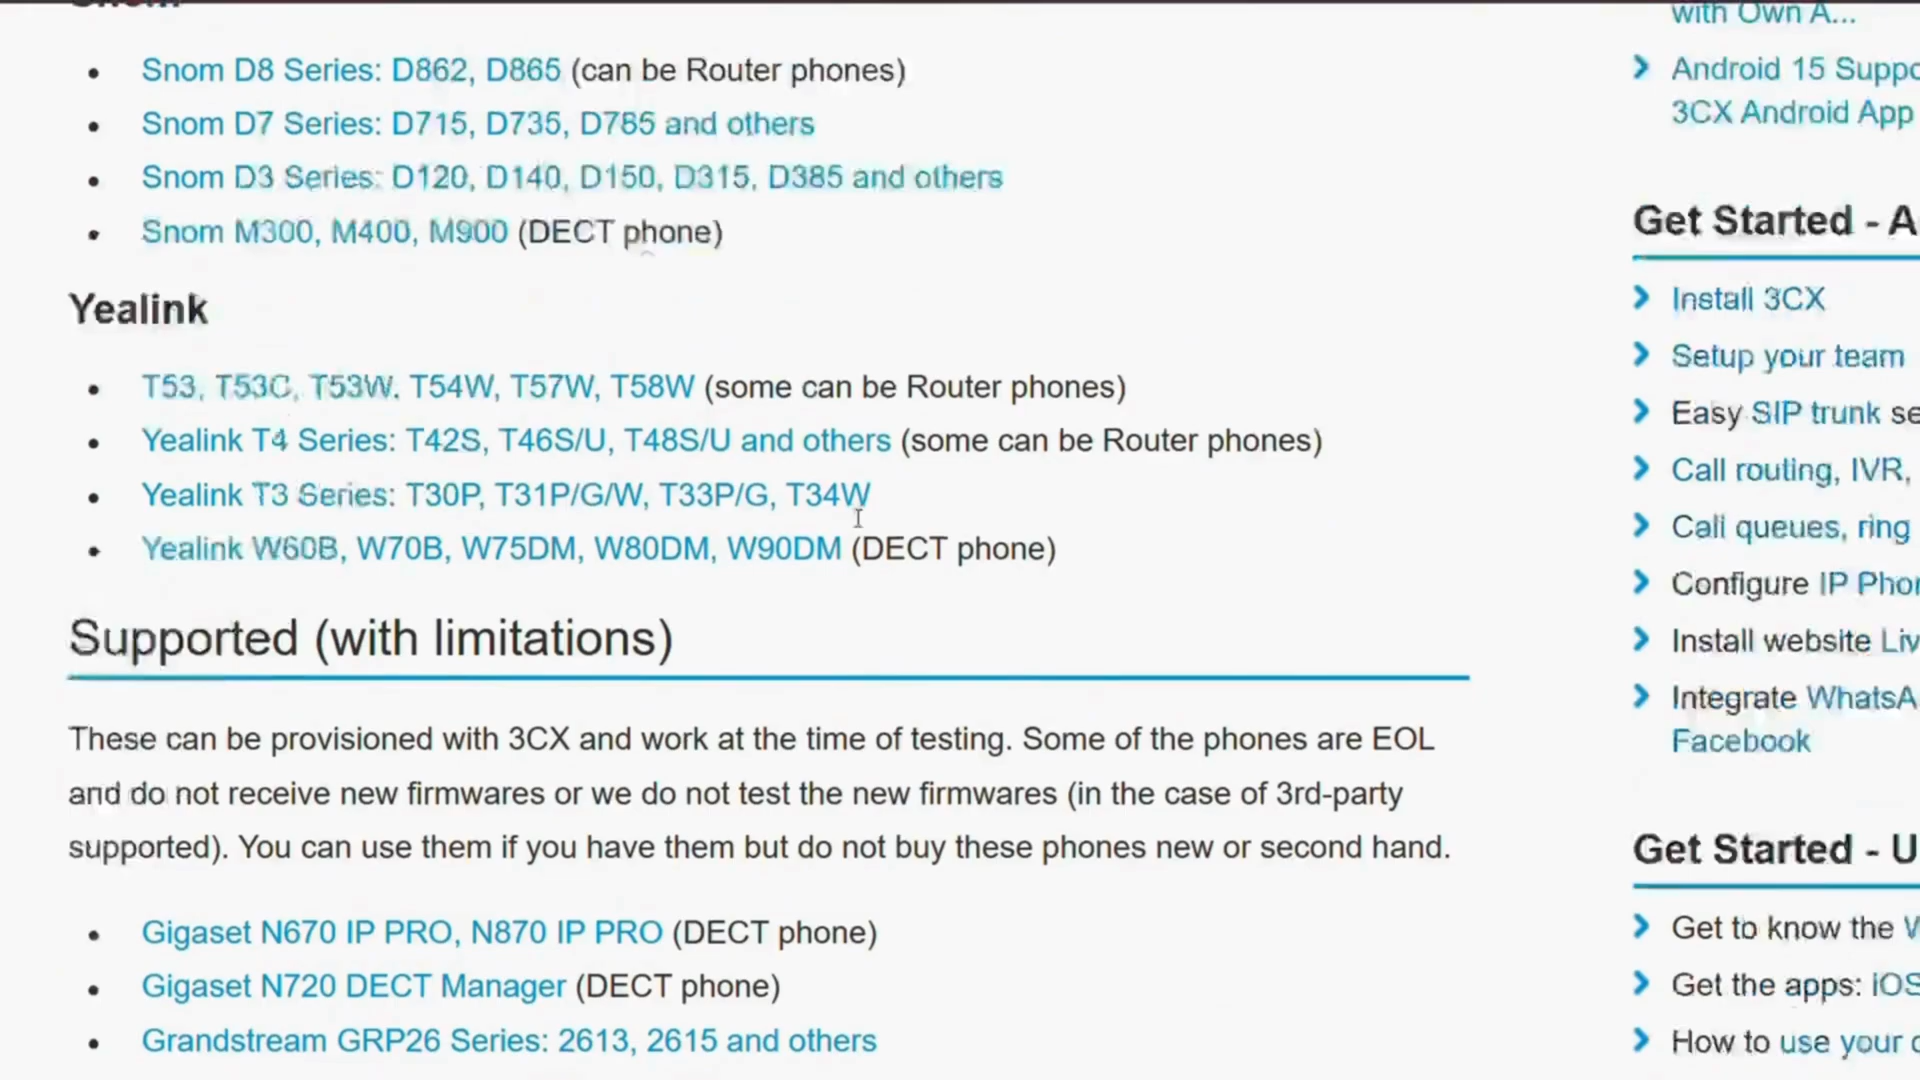 Snom D8 Series: D862, D865 (can be Router phones)
Snom D7 Series: D715, D735, D785 and others
Snom D3 Series: D120, D140, D150, D315, D385 and others
Snom M300, M400, M900 (DECT phone)
Yealink
T53, T53C, T53W. T54W, T57W, T58W (some can be Router phones)
Yealink T4 Series: T42S, T46S/U, T48S/U and others (some can be Router phones)
Yealink T3 Series: T30P, T31P/G/W, T33P/G, T34W
Yealink W60B, W70B, W75DM, W80DM, W90DM (DECT phone)
Supported (with limitations)
These can be provisioned with 3CX and work at the time of testing. Some of the phones are EOL
and do not receive new firmwares or we do not test the new firmwares (in the case of 3rd-party
supported). You can use them if you have them but do not buy these phones new or second hand.
Gigaset N670 IP PRO, N870 IP PRO (DECT phone)
Gigaset N720 DECT Manager (DECT phone)
Grandstream GRP26 Series: 2613, 2615 and others
with Own A...
Android 15 Suppo
3CX Android App
Get Started - A
Install 3CX
Setup your team
Easy SIP trunk se
Call routing, IVR,
Call queues, ring
Configure IP Phon
Install website Liv
Integrate WhatsA
Facebook
Get Started - U
Get to know the W
Get the apps: iOS
How to use your c